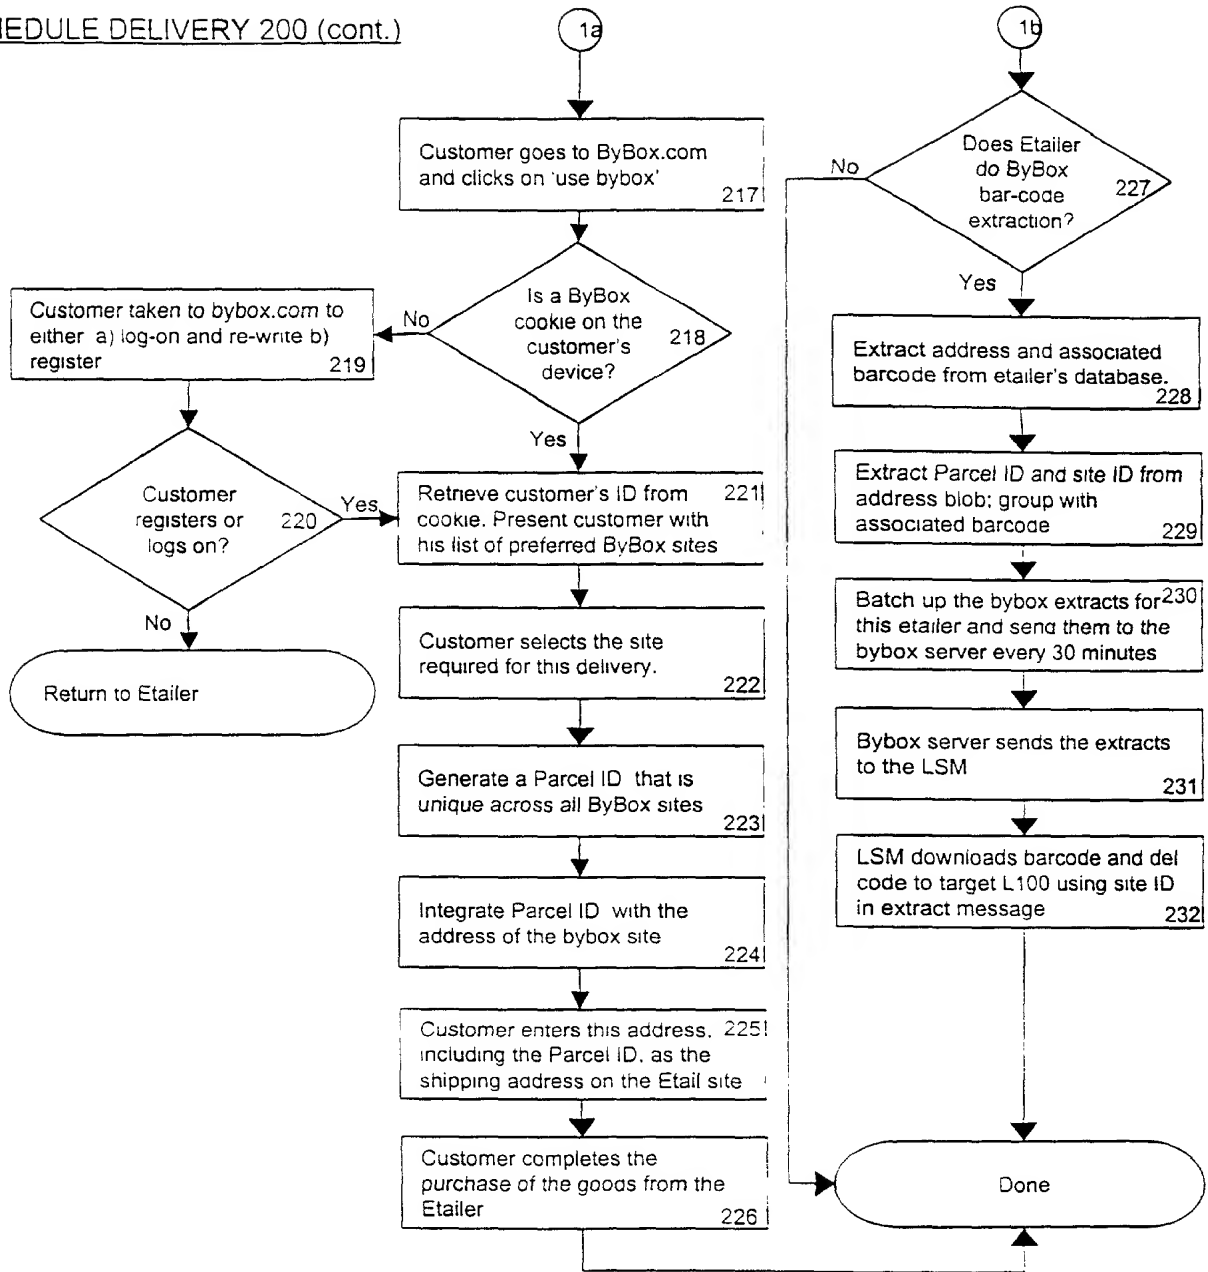 HEDULE DELIVERY 200 (cont.)
1a
Customer goes to ByBox.com
and clicks on 'use bybox'
217
Is a ByBox
cookie on the
customer's
device?
218
No
Yes
Customer taken to bybox.com to
either a) log-on and re-write b)
register
219
Customer
registers or
logs on?
220
Yes
No
Return to Etailer
Retrieve customer's ID from
cookie. Present customer with
his list of preferred ByBox sites
221
Customer selects the site
required for this delivery.
222
Generate a Parcel ID that is
unique across all ByBox sites
223
Integrate Parcel ID with the
address of the bybox site
224
Customer enters this address,
including the Parcel ID, as the
shipping address on the Etail site
225
Customer completes the
purchase of the goods from the
Etailer
226
1b
Does Etailer
do ByBox
bar-code
extraction?
227
No
Yes
Extract address and associated
barcode from etailer's database.
228
Extract Parcel ID and site ID from
address blob; group with
associated barcode
229
Batch up the bybox extracts for
this etailer and send them to the
bybox server every 30 minutes
230
Bybox server sends the extracts
to the LSM
231
LSM downloads barcode and del
code to target L100 using site ID
in extract message
232
Done